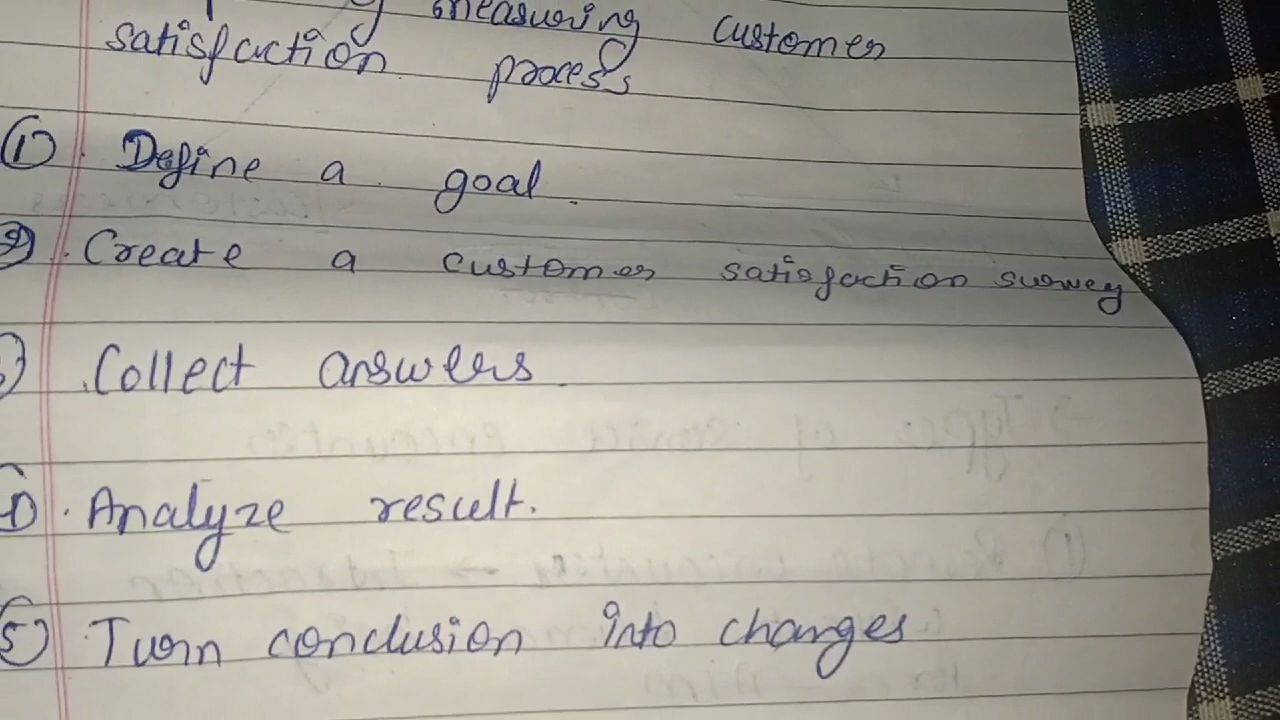 measuring customer
satisfaction process
① Define a goal.
② Create a customer satisfaction survey
Collect answers.
Analyze result.
⑤ Turn conclusion into changes